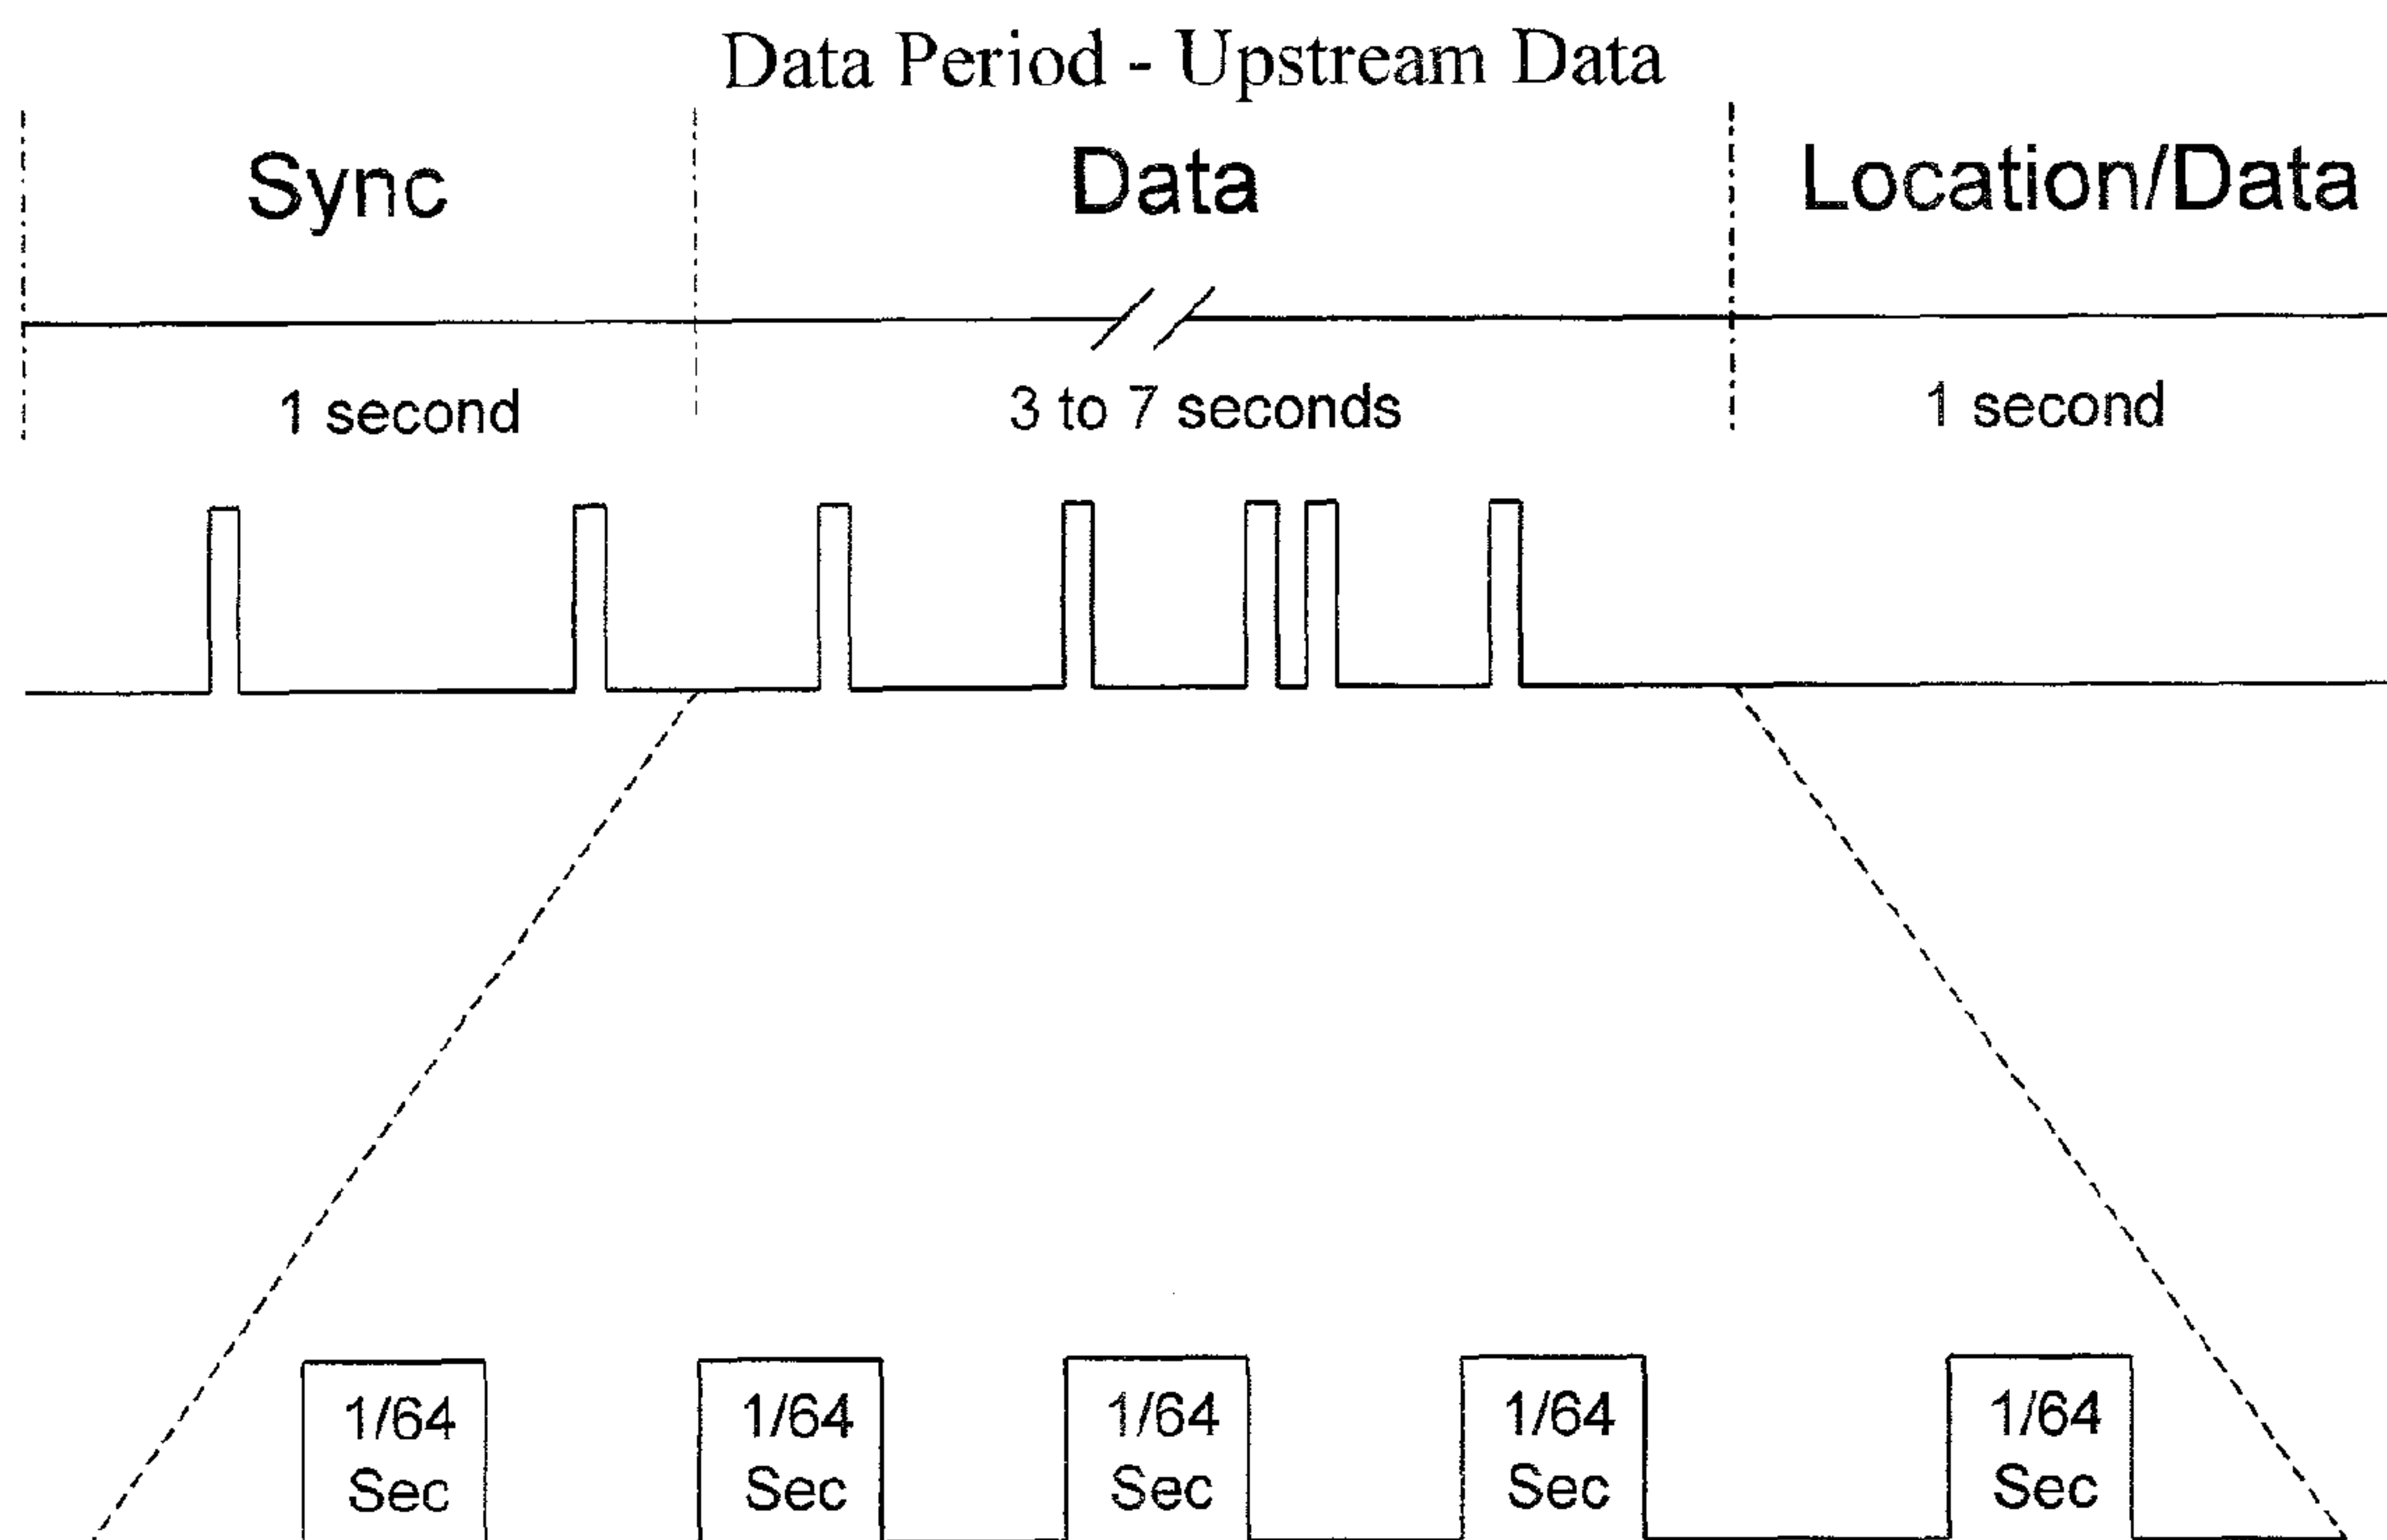 Data Period - Upstream Data
Sync Data Location/Data
1 second 3 to 7 seconds 1 second
1/64 1/64 1/64 1/64 1/64
Sec Sec Sec Sec Sec